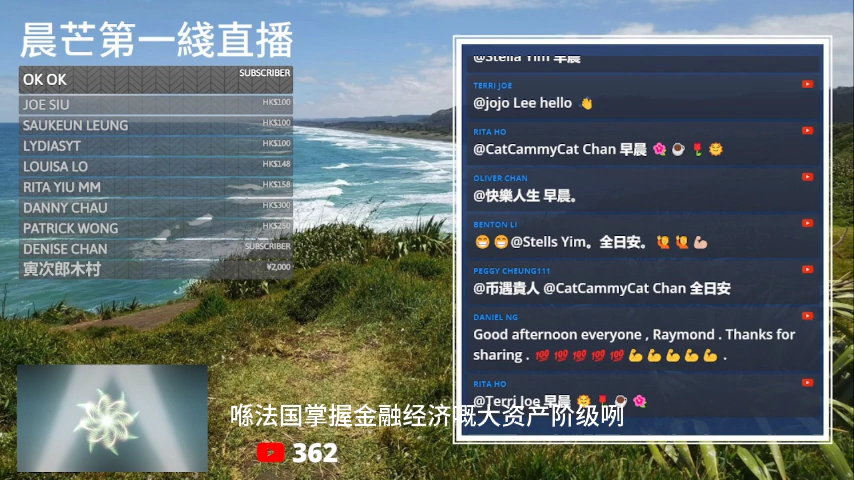 晨芒第一綫直播
OK OK SUBSCRIBER
JOE SIU HK$100
SAUKEUN LEUNG HK$100
LYDIASYT HK$100
LOUISA LO HK$148
RITA YIU MM HK$158
DANNY CHAU HK$300
PATRICK WONG HK$250
DENISE CHAN SUBSCRIBER
寅次郎木村 ¥2,000
@Stella Yim 早晨
TERRI JOE
@jojo Lee hello 👋
RITA HO
@CatCammyCat Chan 早晨 🌺 ☕ 🌹 🌞
OLIVER CHAN
@快樂人生 早晨。
BENTON LI
😁 😁@Stells Yim。全日安。 🙋 🙋 💪
PEGGY CHEUNG111
@币遇貴人 @CatCammyCat Chan 全日安
DANIEL NG
Good afternoon everyone , Raymond . Thanks for
sharing . 💯 💯 💯 💯 💯 💪 💪 💪 💪 💪 .
RITA HO
@Terri Joe 早晨 🌞 🌹 ☕ 🌺
喺法国掌握金融经济嘅大资产阶级咧
362